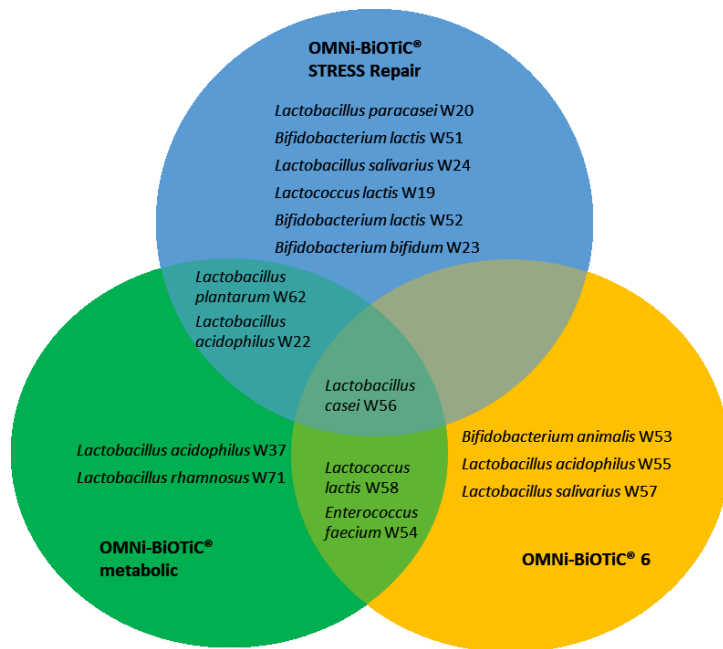 OMNi-BiOTiC®
STRESS Repair
Lactobacillus paracasei W20
Bifidobacterium lactis W51
Lactobacillus salivarius W24
Lactococcus lactis W19
Bifidobacterium lactis W52
Bifidobacterium bifidum W23
Lactobacillus
plantarum W62
Lactobacillus
acidophilus W22
Lactobacillus
casei W56
Lactobacillus acidophilus W37
Lactobacillus rhamnosus W71
Lactococcus
lactis W58
Enterococcus
faecium W54
Bifidobacterium animalis W53
Lactobacillus acidophilus W55
Lactobacillus salivarius W57
OMNi-BiOTiC®
metabolic
OMNi-BiOTiC® 6